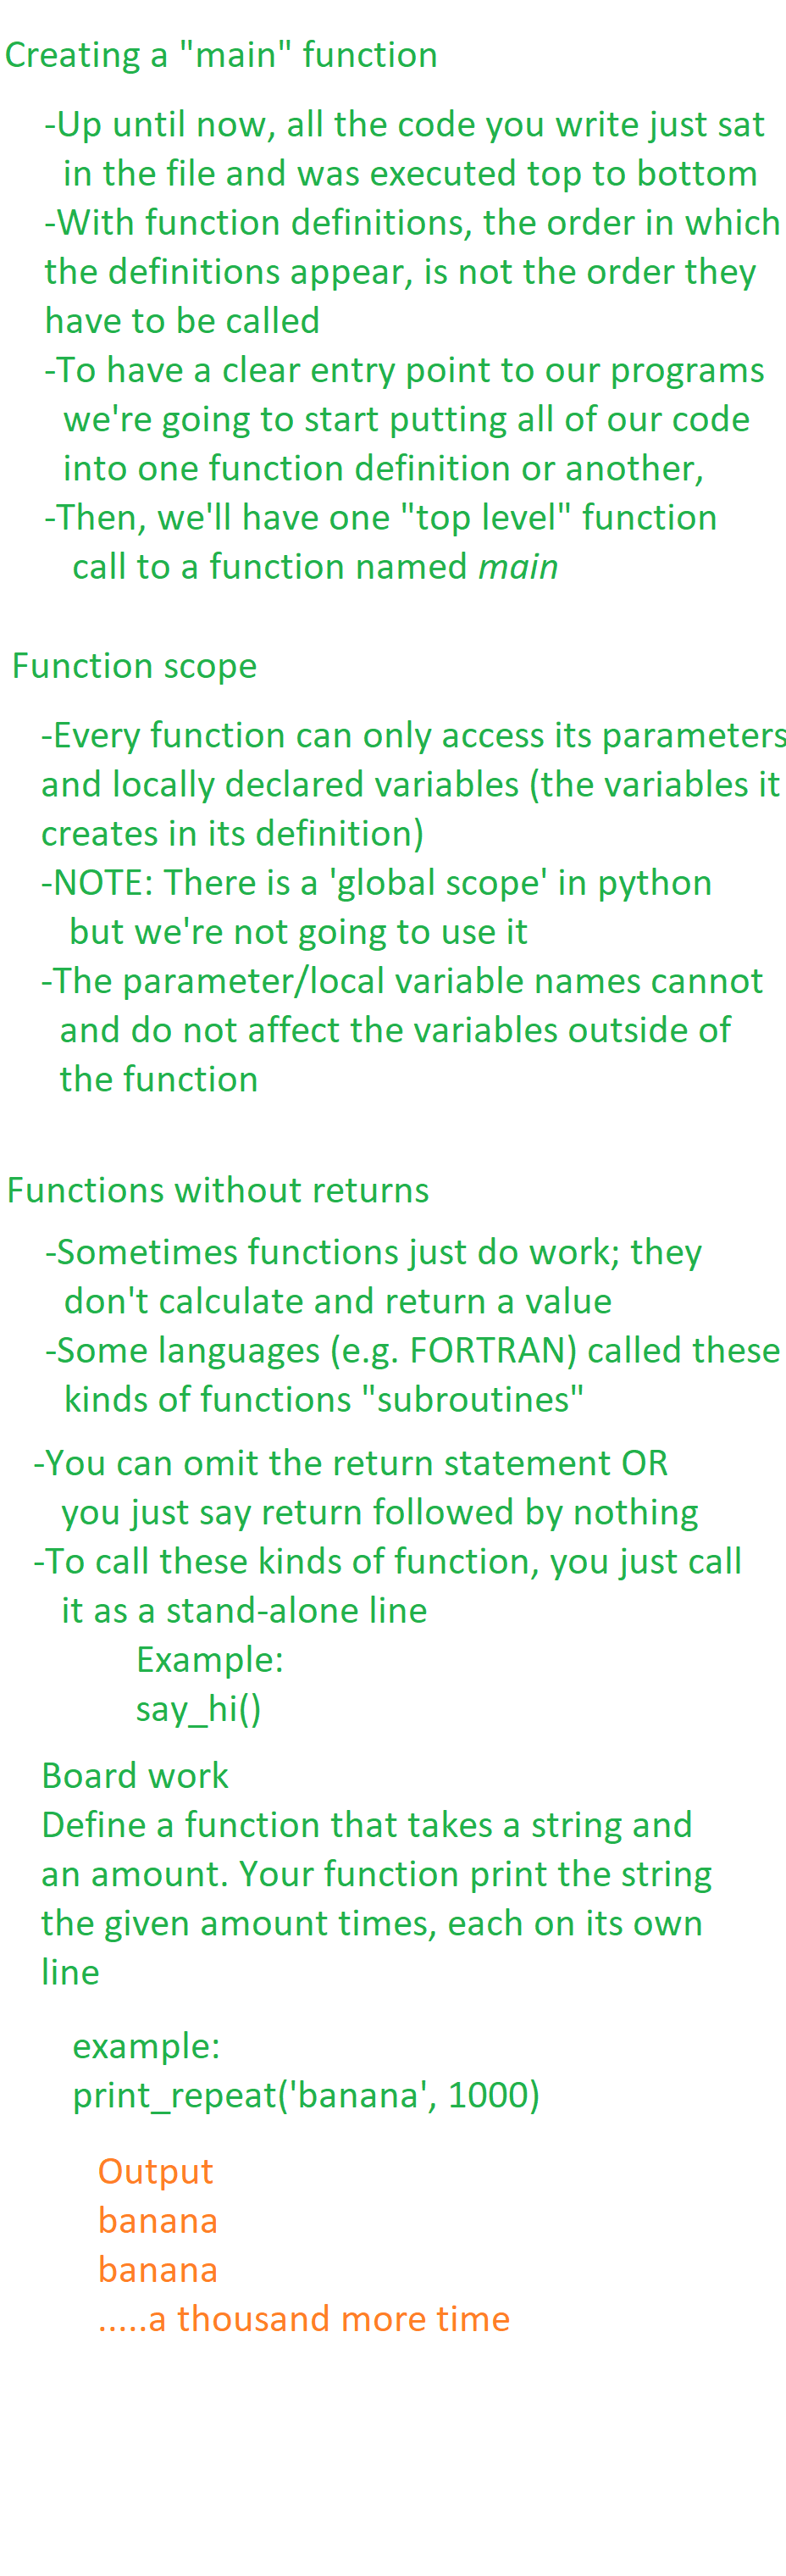 Creating a "main" function
-Up until now, all the code you write just sat
in the file and was executed top to bottom
-With function definitions, the order in which
the definitions appear, is not the order they
have to be called
-To have a clear entry point to our programs
we're going to start putting all of our code
into one function definition or another,
-Then, we'll have one "top level" function
call to a function named main
Function scope
-Every function can only access its parameters
and locally declared variables (the variables it
creates in its definition)
-NOTE: There is a 'global scope' in python
but we're not going to use it
-The parameter/local variable names cannot
and do not affect the variables outside of
the function
Functions without returns
-Sometimes functions just do work; they
don't calculate and return a value
-Some languages (e.g. FORTRAN) called these
kinds of functions "subroutines"
-You can omit the return statement OR
you just say return followed by nothing
-To call these kinds of function, you just call
it as a stand-alone line
Example:
say_hi()
Board work
Define a function that takes a string and
an amount. Your function print the string
the given amount times, each on its own
line
example:
print_repeat('banana', 1000)
Output
banana
banana
.....a thousand more time